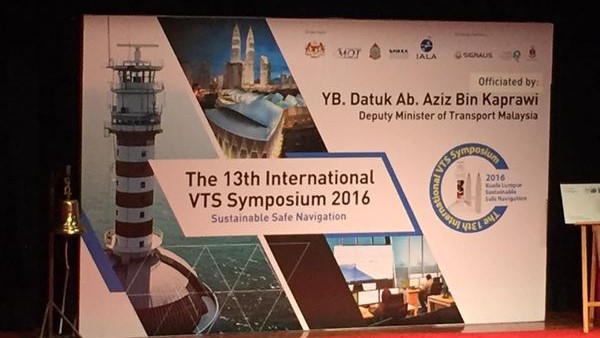 MOT
IALA
SIGNALIS
Officiated by:
YB. Datuk Ab. Aziz Bin Kaprawi
Deputy Minister of Transport Malaysia
The 13th International
VTS Symposium 2016
Sustainable Safe Navigation
The 13th International VTS Symposium
2016
Kuala Lumpur
Sustainable
Safe Navigation